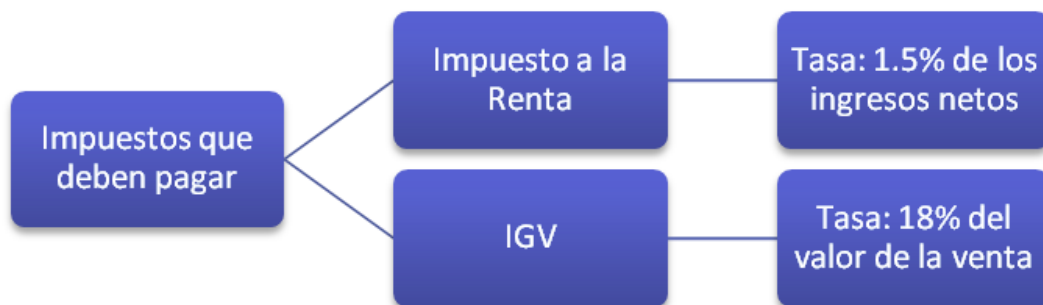 Impuestos que
deben pagar
Impuesto a la
Renta
Tasa: 1.5% de los
ingresos netos
IGV
Tasa: 18% del
valor de la venta